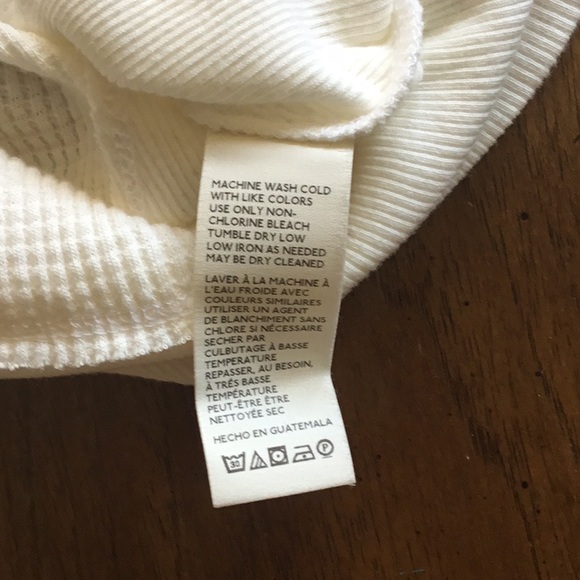 MACHINE WASH COLD
WITH LIKE COLORS
USE ONLY NON-
CHLORINE BLEACH
TUMBLE DRY LOW
LOW IRON AS NEEDED
MAY BE DRY CLEANED
LAVER À LA MACHINE À
L'EAU FROIDE AVEC
COULEURS SIMILAIRES
UTILISER UN AGENT
DE BLANCHIMENT SANS
CHLORE SI NÉCESSAIRE
SECHER PAR
CULBUTAGE À BASSE
TEMPERATURE
REPASSER, AU BESOIN,
À TRÉS BASSE
TEMPÉRATURE
PEUT-ÊTRE ÊTRE
NETTOYÉE SEC
HECHO EN GUATEMALA
30 P